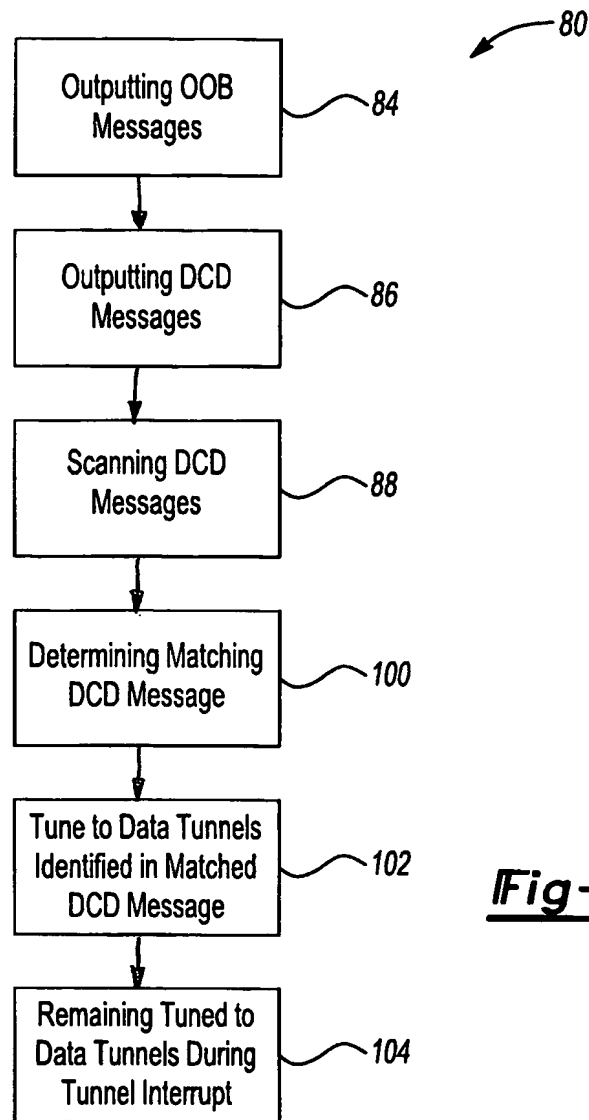 80
Outputting OOB
Messages
84
Outputting DCD
Messages
86
Scanning DCD
Messages
88
Determining Matching
DCD Message
100
Tune to Data Tunnels
Identified in Matched
DCD Message
102
Fig-
Remaining Tuned to
Data Tunnels During
Tunnel Interrupt
104